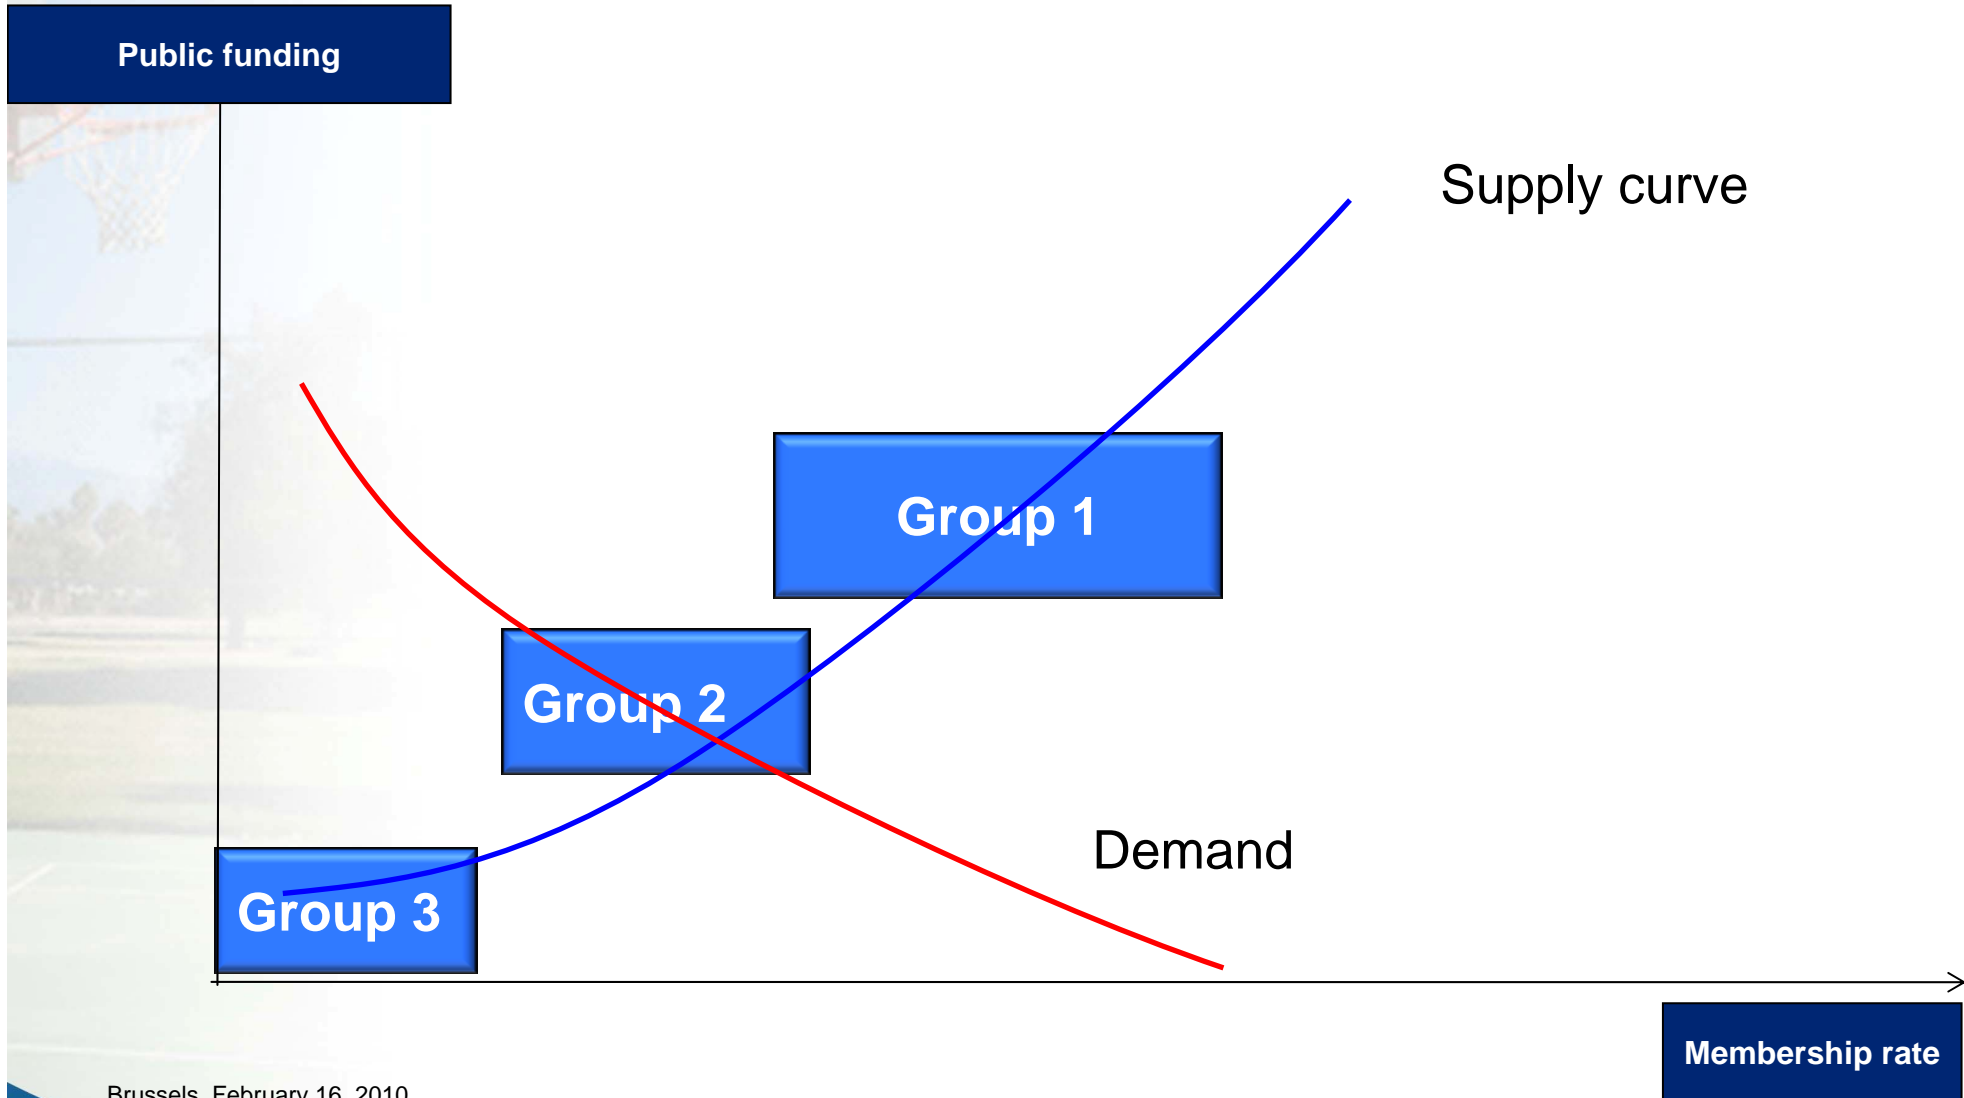 Public funding
Supply curve
Group 1
Group 2
Demand
Group 3
Membership rate
Brussels, February 16, 2010